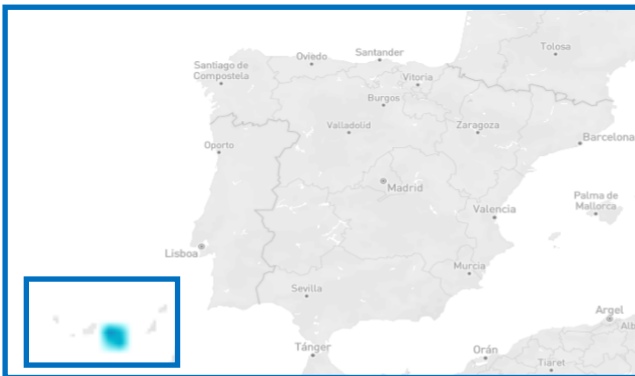 Tolosa
Santander
Oviedo
Santiago de
Compostela
Vitoria
Burgos
Valladolid
Zaragoza
Barcelona
Oporto
Madrid
Palma de
Mallorca
Valencia
Lisboa
Murcia
Sevilla
Argel
Alb
Tánger
Orán
Tiaret